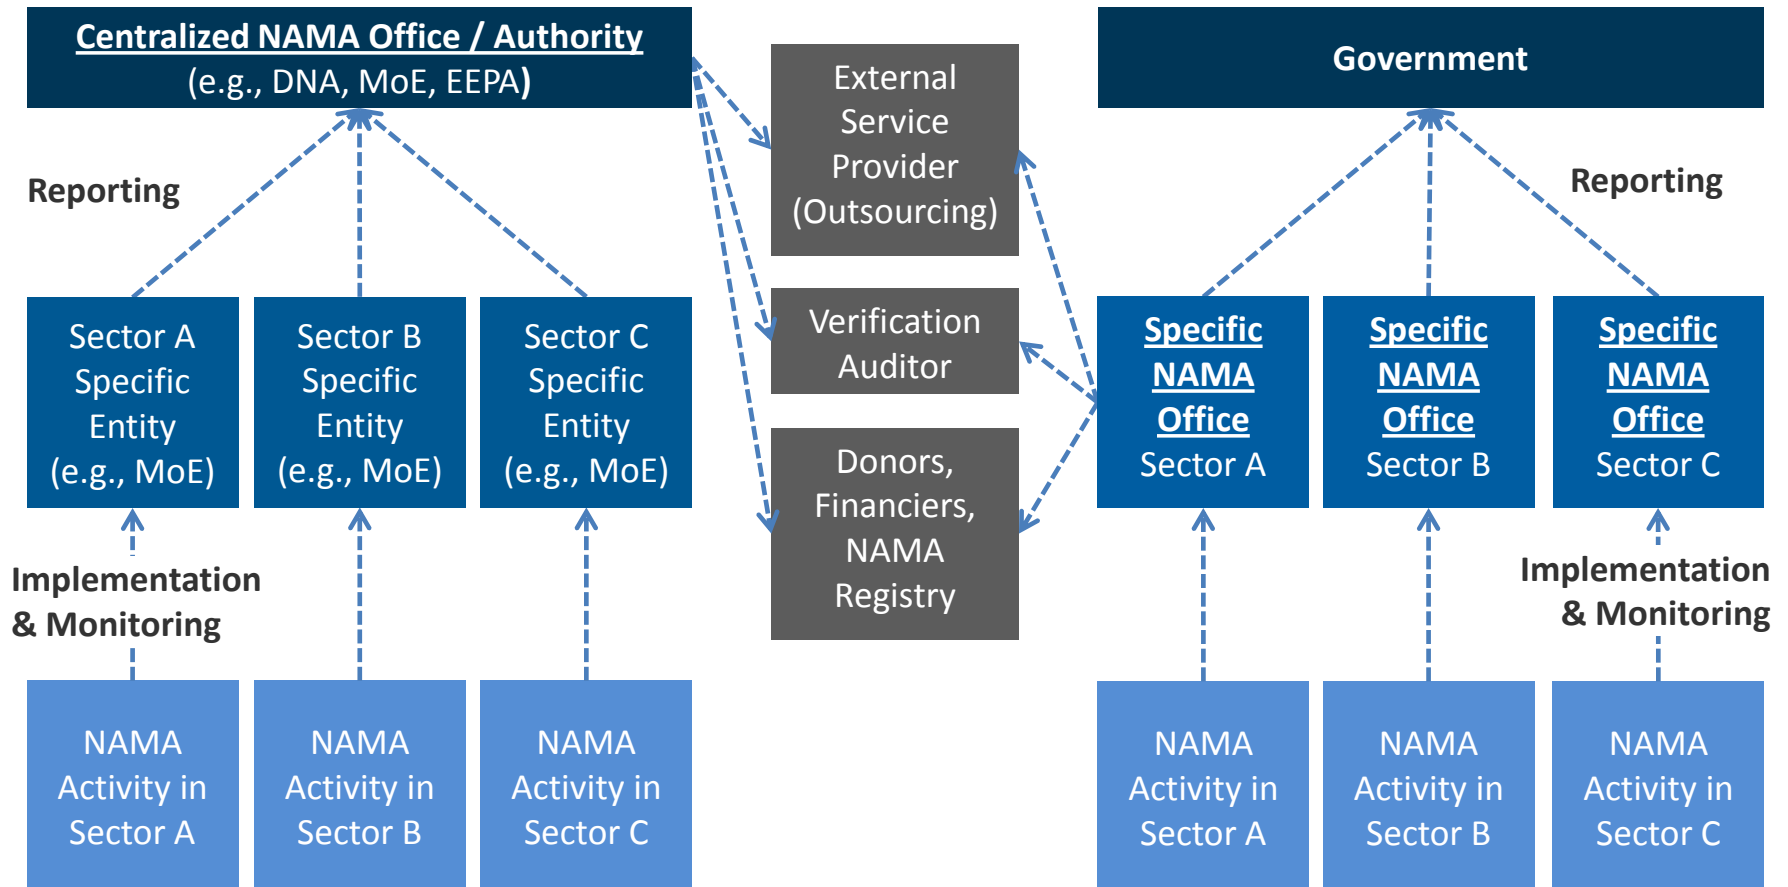 Centralized NAMA Office / Authority
(e.g., DNA, MoE, EEPA)
Reporting
Sector A
Specific
Entity
(e.g., MoE)
Sector B
Specific
Entity
(e.g., MoE)
Sector C
Specific
Entity
(e.g., MoE)
Implementation
& Monitoring
NAMA
Activity in
Sector A
NAMA
Activity in
Sector B
NAMA
Activity in
Sector C
External
Service
Provider
(Outsourcing)
Verification
Auditor
Donors,
Financiers,
NAMA
Registry
Government
Reporting
Specific
NAMA
Office
Sector A
Specific
NAMA
Office
Sector B
Specific
NAMA
Office
Sector C
Implementation
& Monitoring
NAMA
Activity in
Sector A
NAMA
Activity in
Sector B
NAMA
Activity in
Sector C